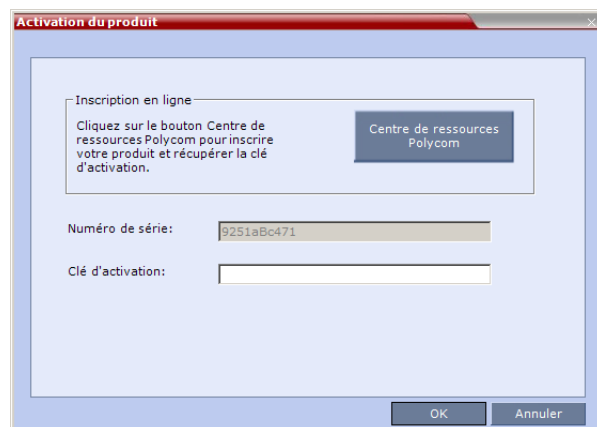 Activation du produit
Inscription en ligne
Cliquez sur le bouton Centre de
ressources Polycom pour inscrire
votre produit et récupérer la clé
d'activation.
Centre de ressources
Polycom
Numéro de série:
9251aBc471
Clé d'activation:
OK
Annuler